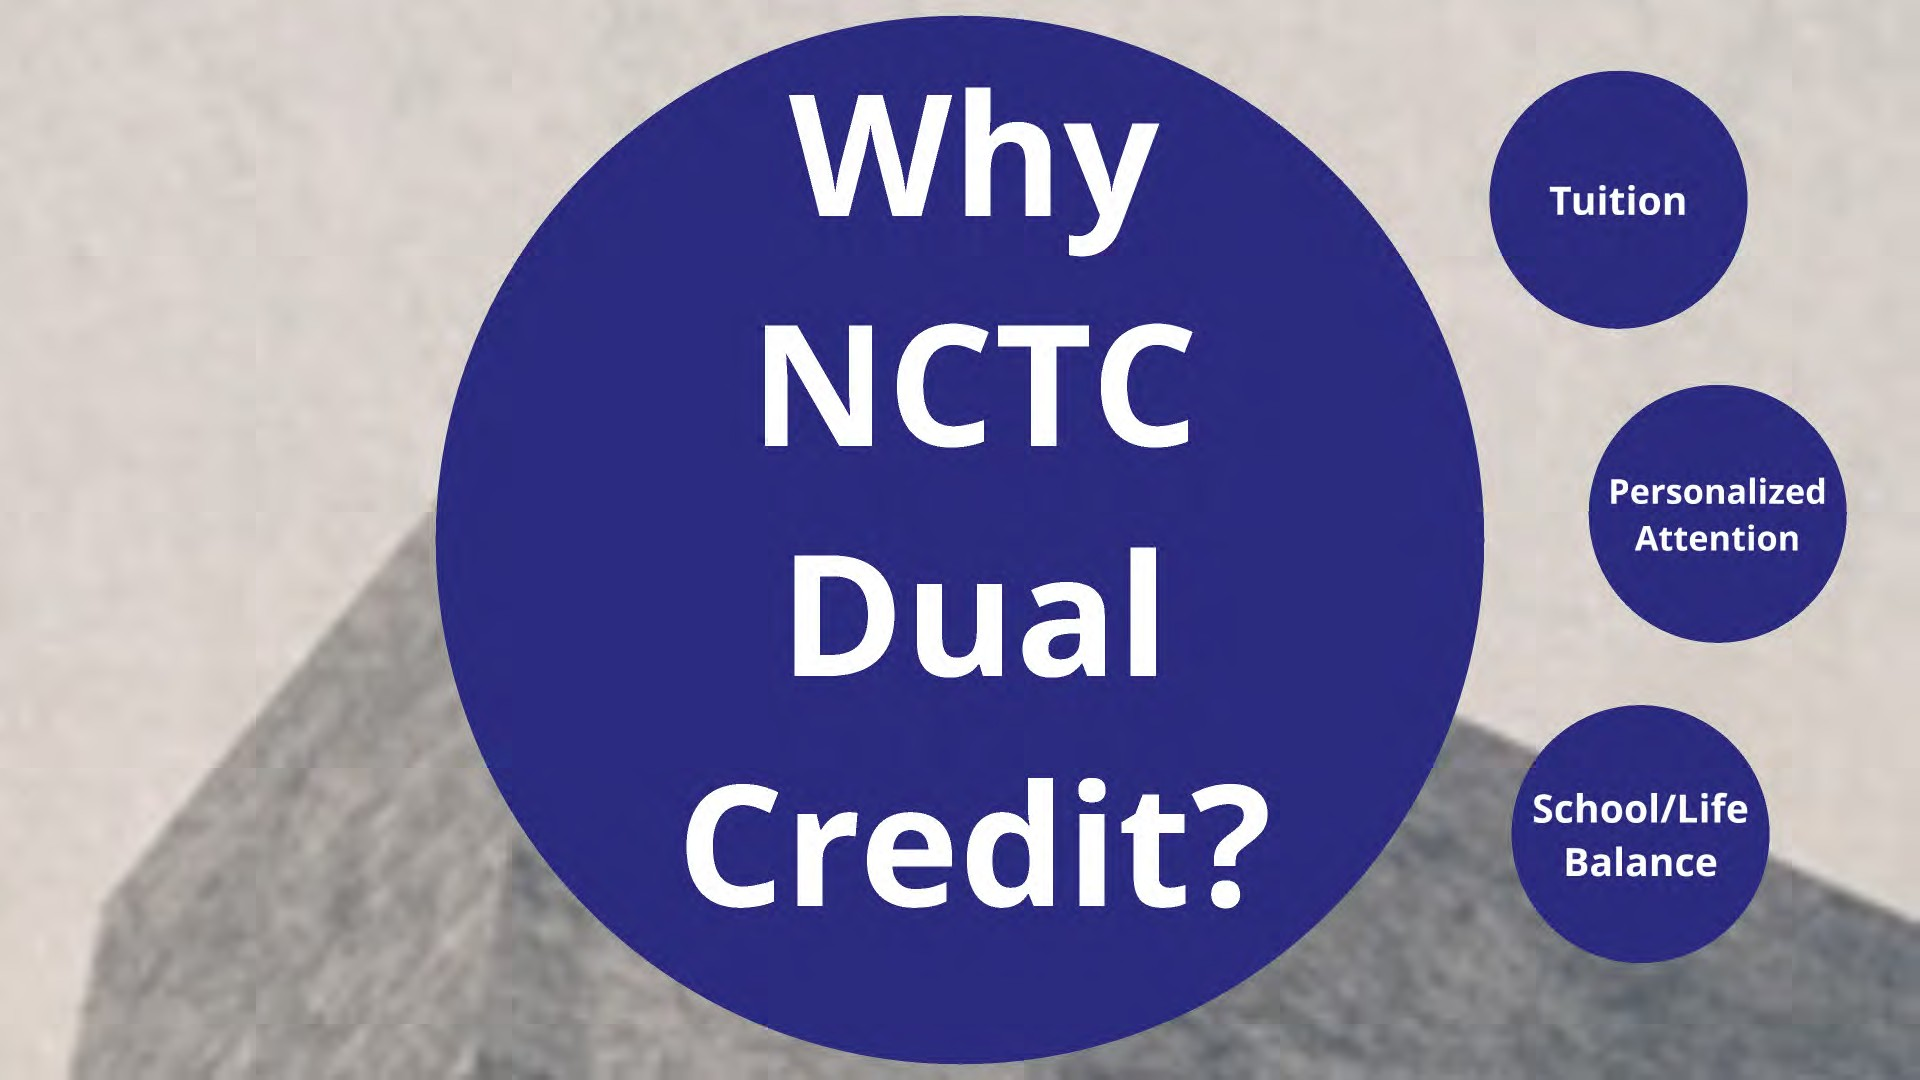 Why
NCTC
Dual
Credit?
Tuition
Personalized
Attention
School/Life
Balance